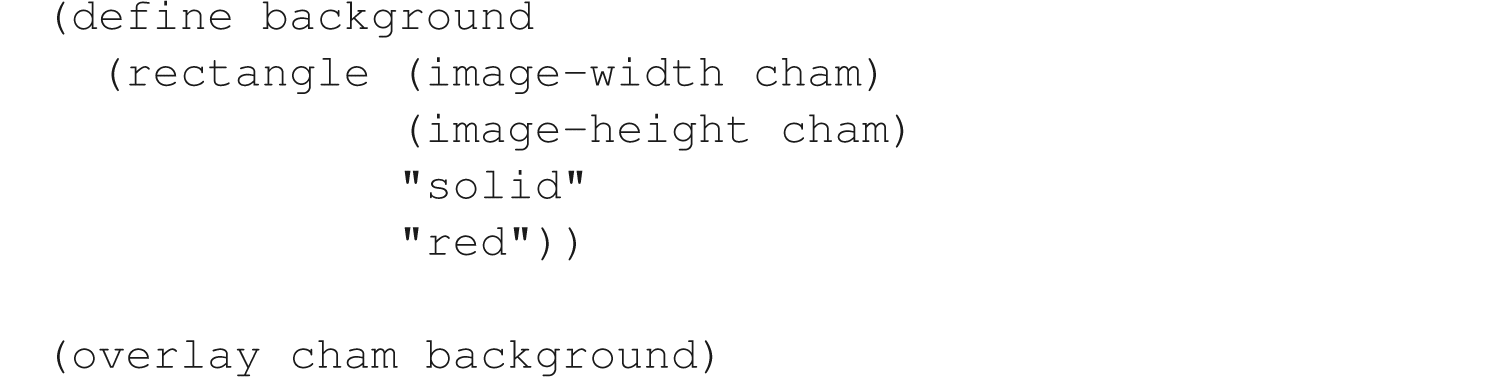 (define background
  (rectangle (image-width cham)
             (image-height cham)
             "solid"
             "red"))

(overlay cham background)